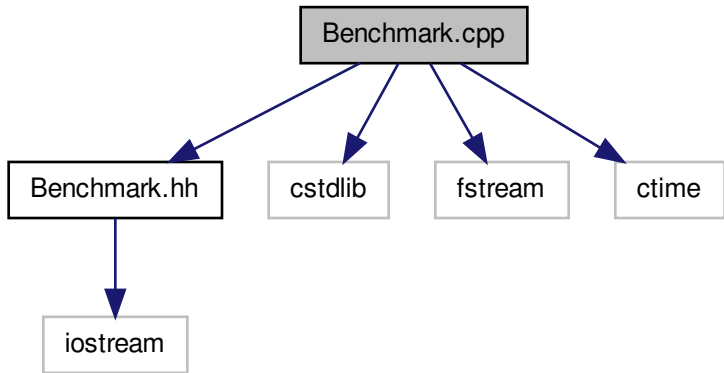 Benchmark.cpp
Benchmark.hh
cstdlib
fstream
ctime
iostream